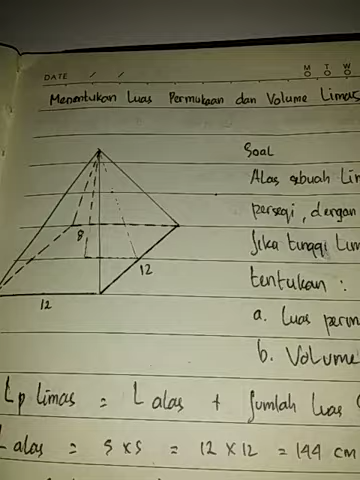 DATE / /
M T W
Menentukan Luas Permukaan dan Volume Limas
Soal
Alas sebuah
persegi, dengan
Jika tinggi
tentukan :
a. Luas
b. Volume
8
12
12
Lp limas = L alas + Jumlah luas
L alas = s x s = 12 x 12 = 144 cm